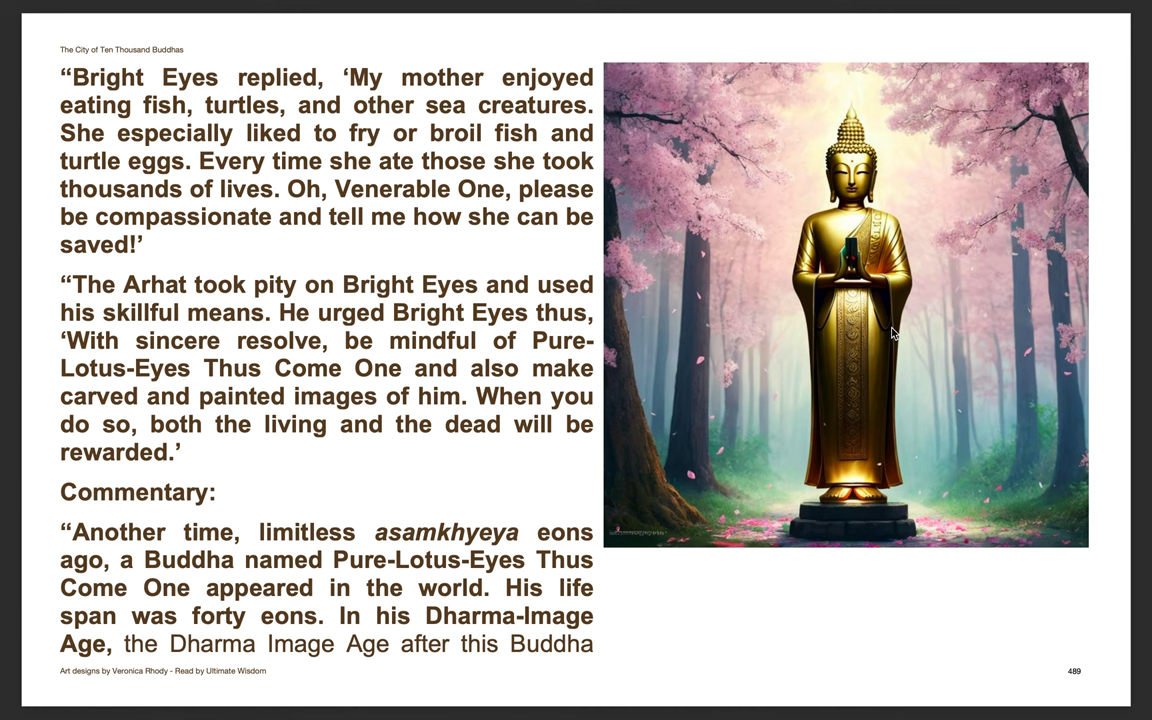 The City of Ten Thousand Buddhas
“Bright Eyes replied, ‘My mother enjoyed
eating fish, turtles, and other sea creatures.
She especially liked to fry or broil fish and
turtle eggs. Every time she ate those she took
thousands of lives. Oh, Venerable One, please
be compassionate and tell me how she can be
saved!’
“The Arhat took pity on Bright Eyes and used
his skillful means. He urged Bright Eyes thus,
‘With sincere resolve, be mindful of Pure-
Lotus-Eyes Thus Come One and also make
carved and painted images of him. When you
do so, both the living and the dead will be
rewarded.’
Commentary:
“Another time, limitless asamkhyeya eons
ago, a Buddha named Pure-Lotus-Eyes Thus
Come One appeared in the world. His life
span was forty eons. In his Dharma-Image
Age, the Dharma Image Age after this Buddha
Art designs by Veronica Rhody - Read by Ultimate Wisdom
489